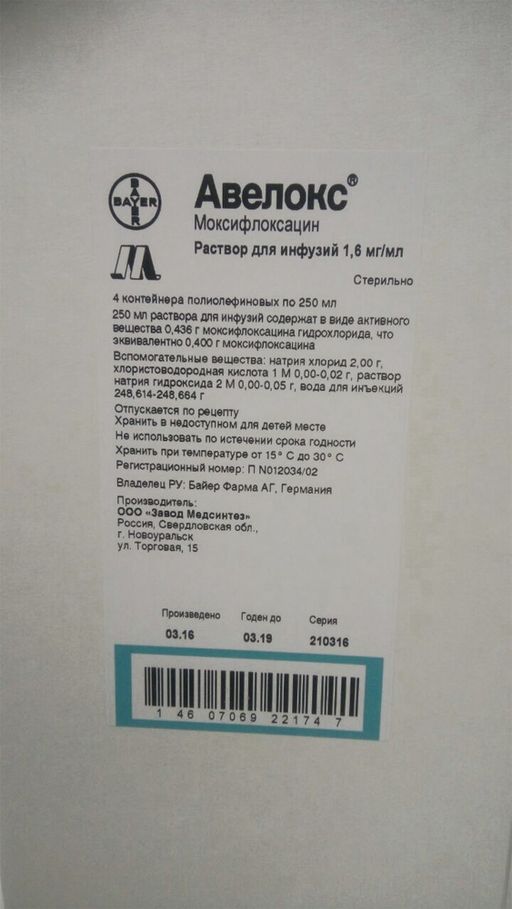 BAYER
BAYER
Авелокс®
Моксифлоксацин
Раствор для инфузий 1,6 мг/мл
Стерильно
4 контейнера полиолефиновых по 250 мл
250 мл раствора для инфузий содержат в виде активного
вещества 0,436 г моксифлоксацина гидрохлорида, что
эквивалентно 0,400 г моксифлоксацина
Вспомогательные вещества: натрия хлорид 2,00 г,
хлористоводородная кислота 1 М 0,00-0,02 г, раствор
натрия гидроксида 2 М 0,00-0,05 г, вода для инъекций
248,614-248,664 г
Отпускается по рецепту
Хранить в недоступном для детей месте
Не использовать по истечении срока годности
Хранить при температуре от 15° С до 30° С
Регистрационный номер: П N012034/02
Владелец РУ: Байер Фарма АГ, Германия
Производитель:
ООО «Завод Медсинтез»
Россия, Свердловская обл.,
г. Новоуральск
ул. Торговая, 15
Произведено Годен до Серия
03.16 03.19 210316
1 46 07069 22174 7